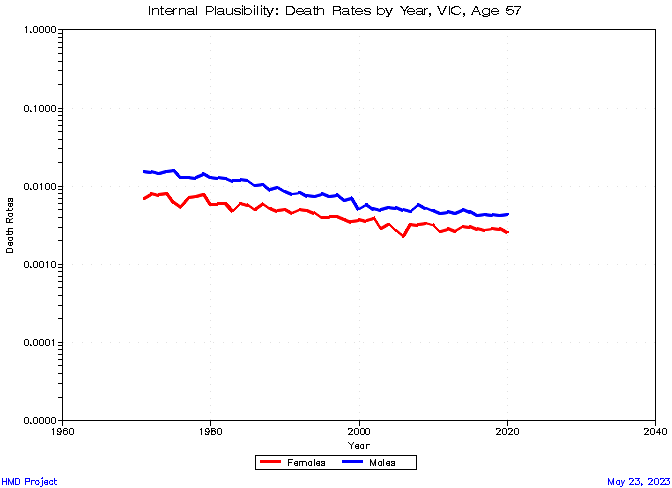 Internal Plausibility: Death Rates by Year, VIC, Age 57
1.0000
0.1000
0.0100
0.0010
0.0001
0.0000
Death Rates
1960 1980 2000 2020 2040
Year
Females Males
HMD Project May 23, 2023